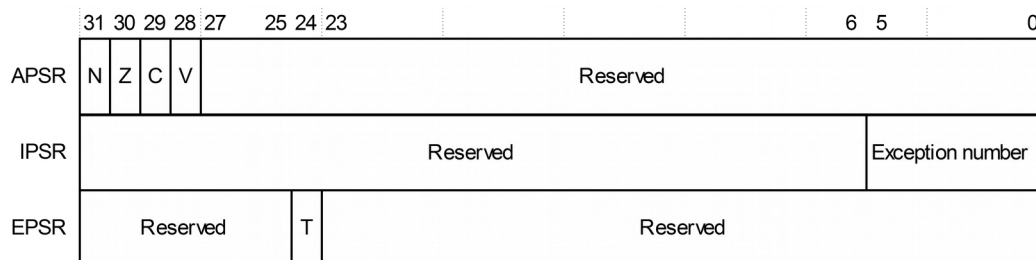 31 30 29 28 27 25 24 23 6 5 0
APSR N Z C V Reserved
IPSR Reserved Exception number
EPSR Reserved T Reserved